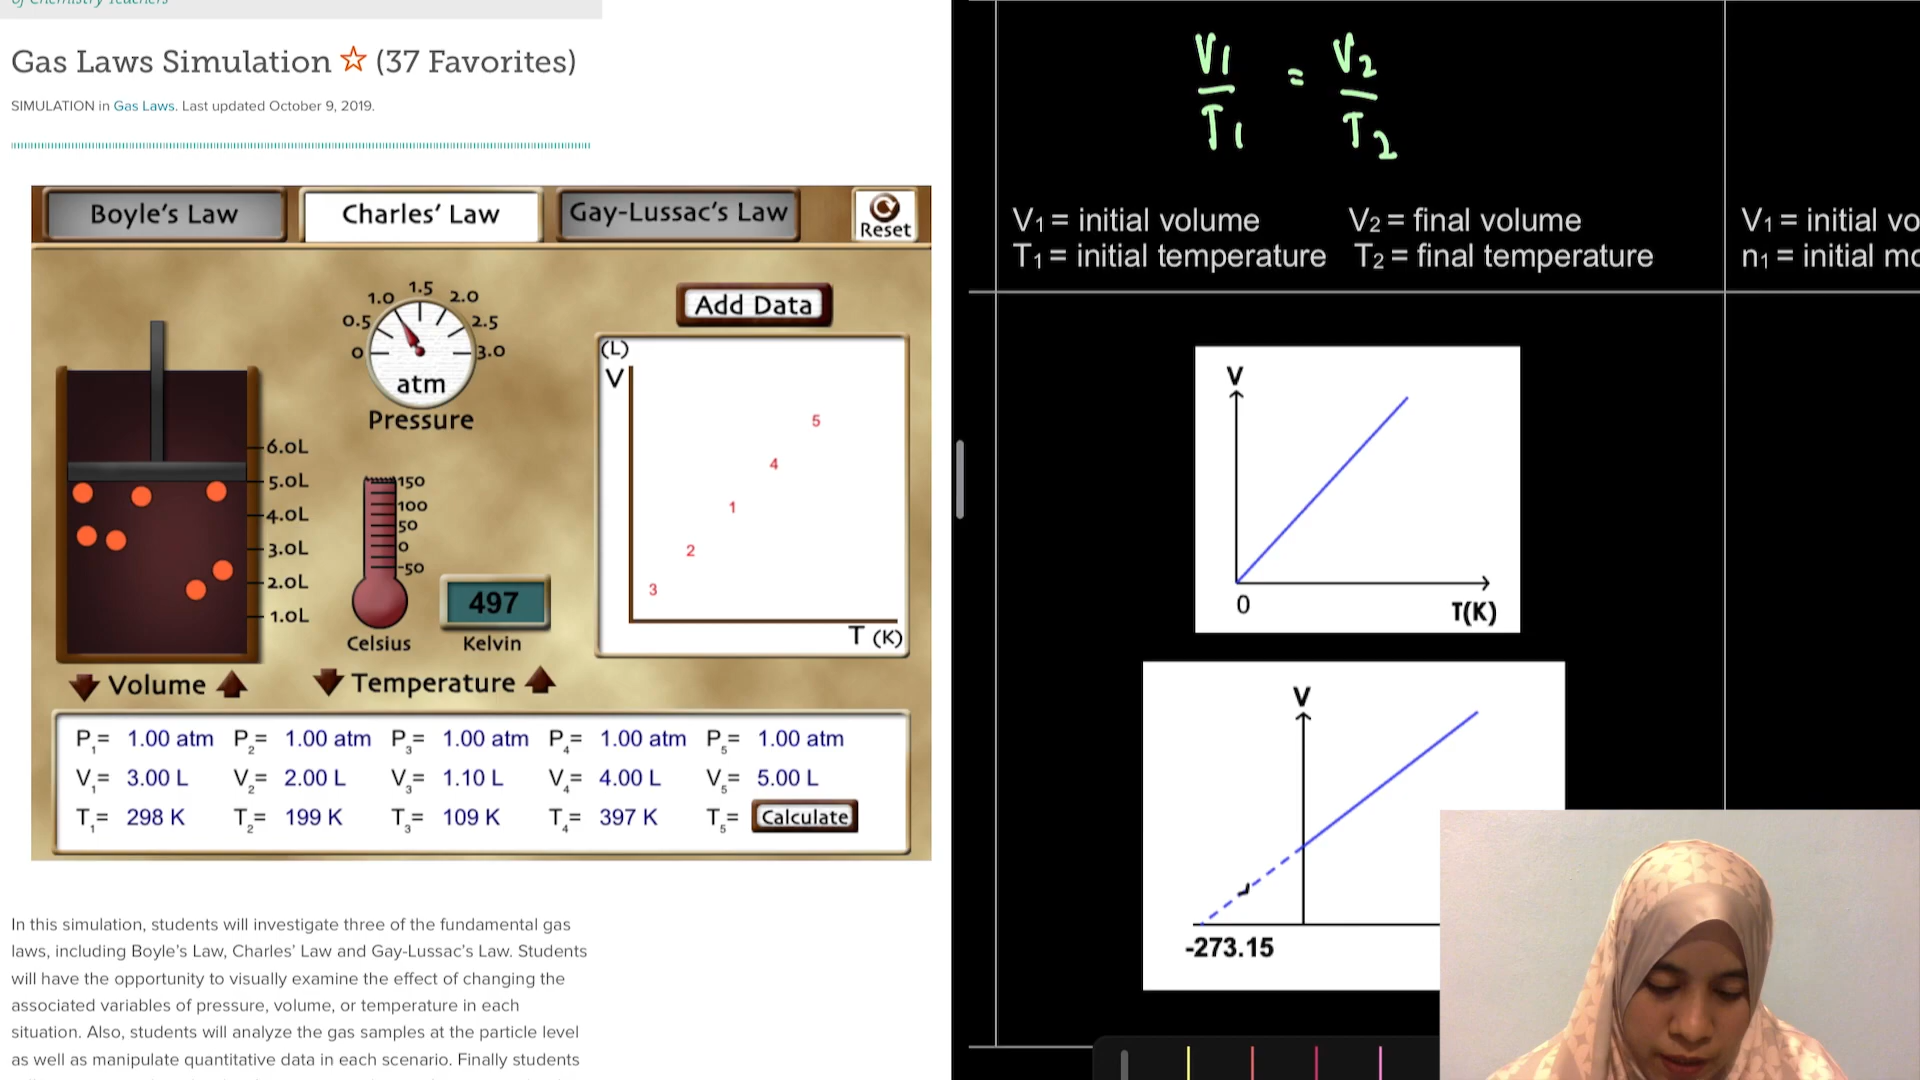 of Chemistry Teachers
Gas Laws Simulation ☆ (37 Favorites)
SIMULATION in Gas Laws. Last updated October 9, 2019.
Boyle's Law
Charles' Law
Gay-Lussac's Law
Reset
0
0.5
1.0
1.5
2.0
2.5
3.0
atm
Pressure
Add Data
(L)
V
5
4
1
2
3
T (K)
6.0L
5.0L
4.0L
3.0L
2.0L
1.0L
150
100
50
0
-50
Celsius
497
Kelvin
Volume
Temperature
P1= 1.00 atm P2= 1.00 atm P3= 1.00 atm P4= 1.00 atm P5= 1.00 atm
V1= 3.00 L V2= 2.00 L V3= 1.10 L V4= 4.00 L V5= 5.00 L
T1= 298 K T2= 199 K T3= 109 K T4= 397 K T5= Calculate
In this simulation, students will investigate three of the fundamental gas
laws, including Boyle's Law, Charles' Law and Gay-Lussac's Law. Students
will have the opportunity to visually examine the effect of changing the
associated variables of pressure, volume, or temperature in each
situation. Also, students will analyze the gas samples at the particle level
as well as manipulate quantitative data in each scenario. Finally students
V1/T1 = V2/T2
V1 = initial volume V2 = final volume
T1 = initial temperature T2 = final temperature
V1 = initial vo
n1 = initial mo
V
0
T(K)
V
-273.15